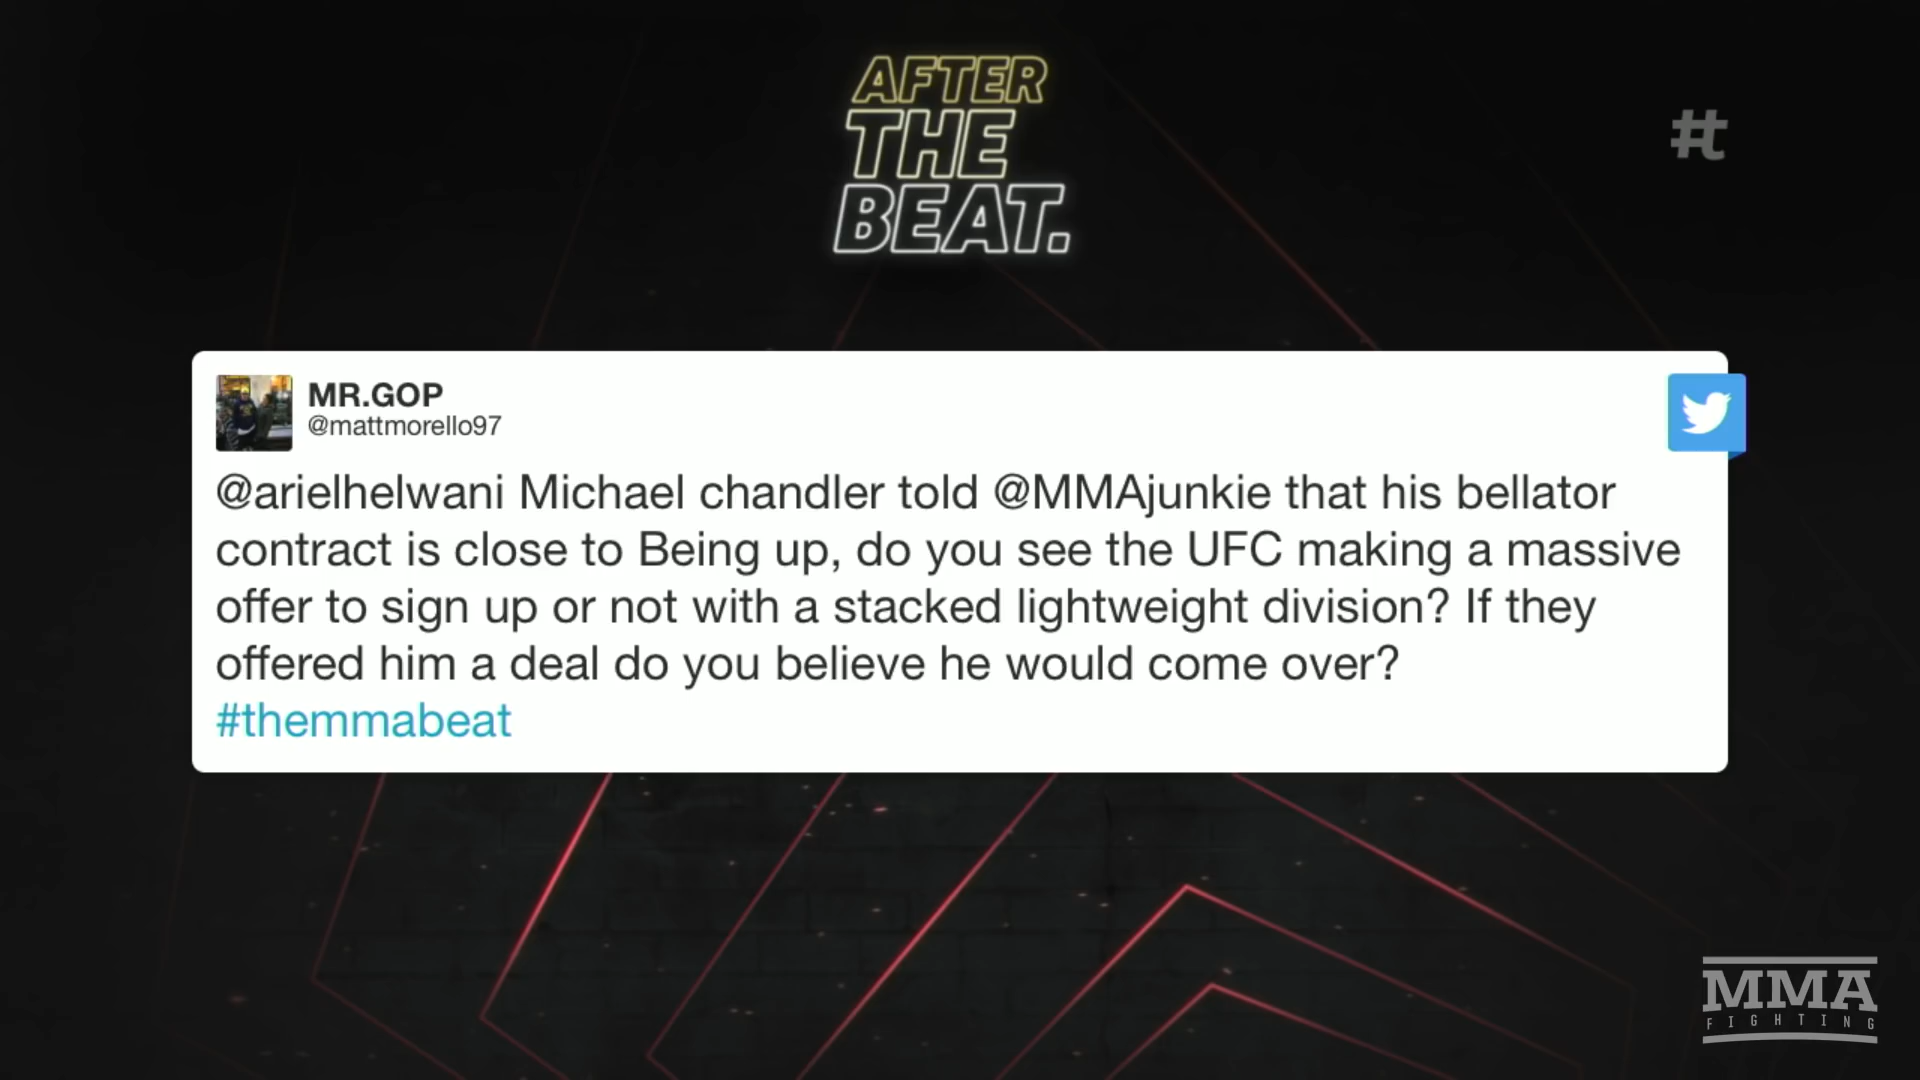 AFTER
THE
BEAT.
#t
MR.GOP
@mattmorello97
@arielhelwani Michael chandler told @MMAjunkie that his bellator
contract is close to Being up, do you see the UFC making a massive
offer to sign up or not with a stacked lightweight division? If they
offered him a deal do you believe he would come over?
#themmabeat
MMA
FIGHTING